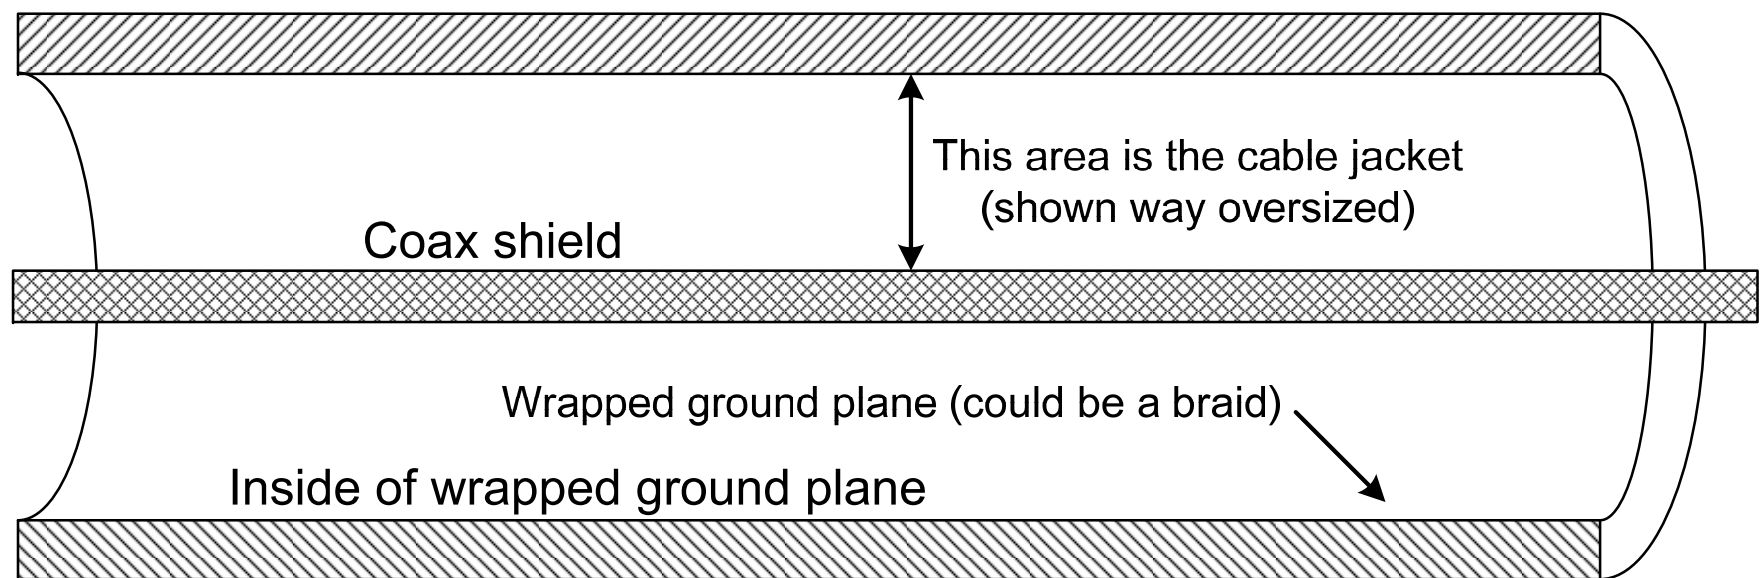 This area is the cable jacket
(shown way oversized)
Coax shield
Wrapped ground plane (could be a braid)
Inside of wrapped ground plane